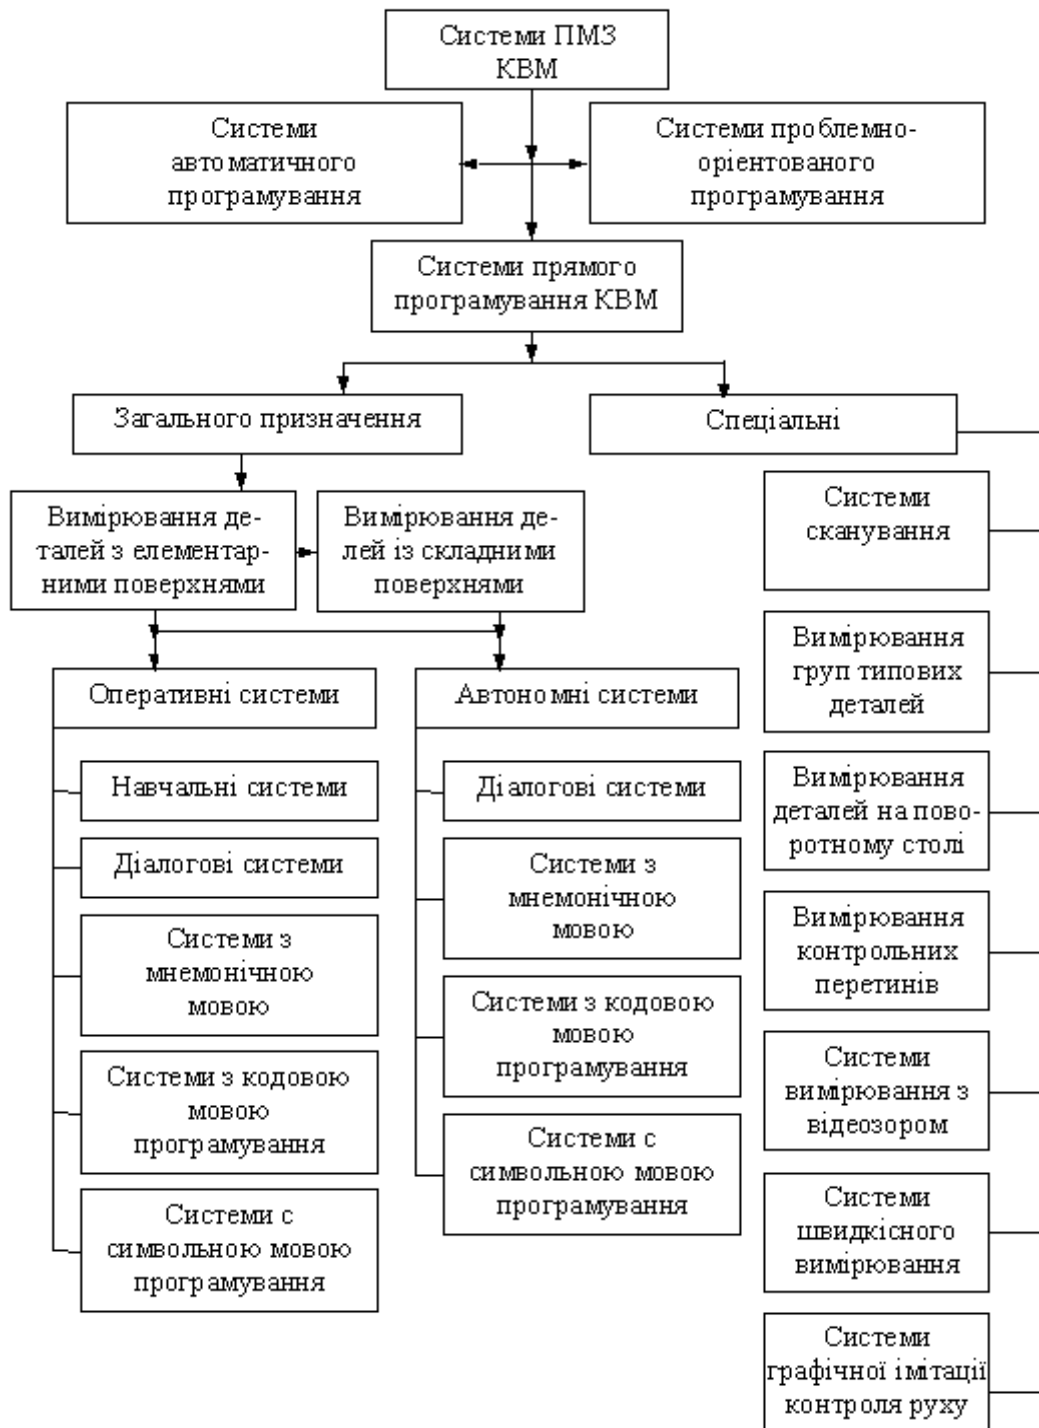 Системи ПМЗ
КВМ
Системи
автоматичного
програмування
Системи проблемно-
орієнтованого
програмування
Системи прямого
програмування КВМ
Загального призначення
Спеціальні
Вимірювання де-
талей з елементар-
ними поверхнями
Вимірювання де-
лей із складними
поверхнями
Оперативні системи
Навчальні системи
Діалогові системи
Системи з
мнемонічною
мовою
Системи з кодовою
мовою
програмування
Системи с
символьною мовою
програмування
Автономні системи
Діалогові системи
Системи з
мнемонічною
мовою
Системи з кодовою
мовою
програмування
Системи с
символьною мовою
програмування
Системи
сканування
Вимірювання
груп типових
деталей
Вимірювання
деталей на пово-
ротному столі
Вимірювання
контрольних
перетинів
Системи
вимірювання з
відеозором
Системи
швидкісного
вимірювання
Системи
графічної імітації
контроля руху